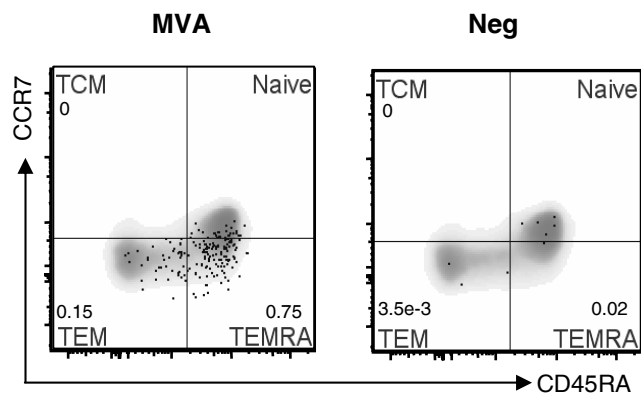 MVA
Neg
CCR7
TCM
Naive
0
0.15
0.75
TEM
TEMRA
TCM
Naive
0
3.5e-3
0.02
TEM
TEMRA
CD45RA